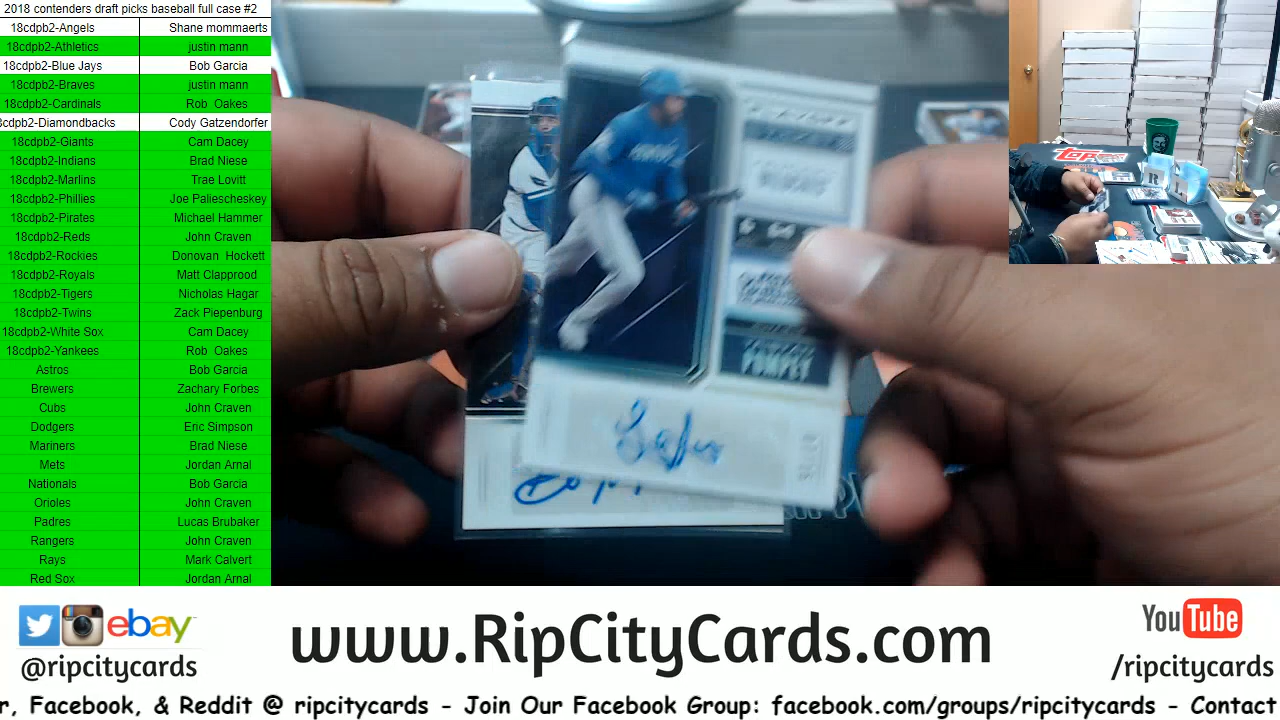 2018 contenders draft picks baseball full case #2
18cdpb2-Angels Shane mommaerts
18cdpb2-Athletics justin mann
18cdpb2-Blue Jays Bob Garcia
18cdpb2-Braves justin mann
18cdpb2-Cardinals Rob Oakes
8cdpb2-Diamondbacks Cody Gatzendorfer
18cdpb2-Giants Cam Dacey
18cdpb2-Indians Brad Niese
18cdpb2-Marlins Trae Lovitt
18cdpb2-Phillies Joe Paliescheskey
18cdpb2-Pirates Michael Hammer
18cdpb2-Reds John Craven
18cdpb2-Rockies Donovan Hockett
18cdpb2-Royals Matt Clapprood
18cdpb2-Tigers Nicholas Hagar
18cdpb2-Twins Zack Piepenburg
18cdpb2-White Sox Cam Dacey
18cdpb2-Yankees Rob Oakes
Astros Bob Garcia
Brewers Zachary Forbes
Cubs John Craven
Dodgers Eric Simpson
Mariners Brad Niese
Mets Jordan Arnal
Nationals Bob Garcia
Orioles John Craven
Padres Lucas Brubaker
Rangers John Craven
Rays Mark Calvert
Red Sox Jordan Arnal
POMPEY
Topps
R
ebay
@ripcitycards
www.RipCityCards.com
YouTube
/ripcitycards
r, Facebook, & Reddit @ ripcitycards - Join Our Facebook Group: facebook.com/groups/ripcitycards - Contact